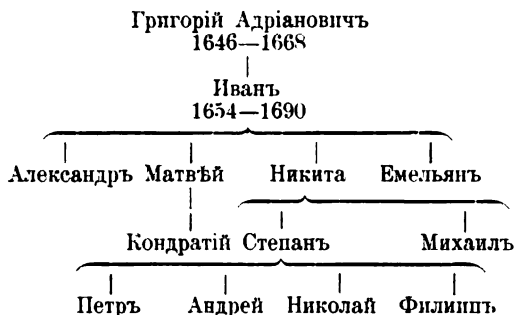 Григорій Адріановичъ
1646—1668
Иванъ
1654—1690
Александръ Матвѣй Никита Емельянъ
Кондратій Степанъ Михаилъ
Петръ Андрей Николай Филиппъ